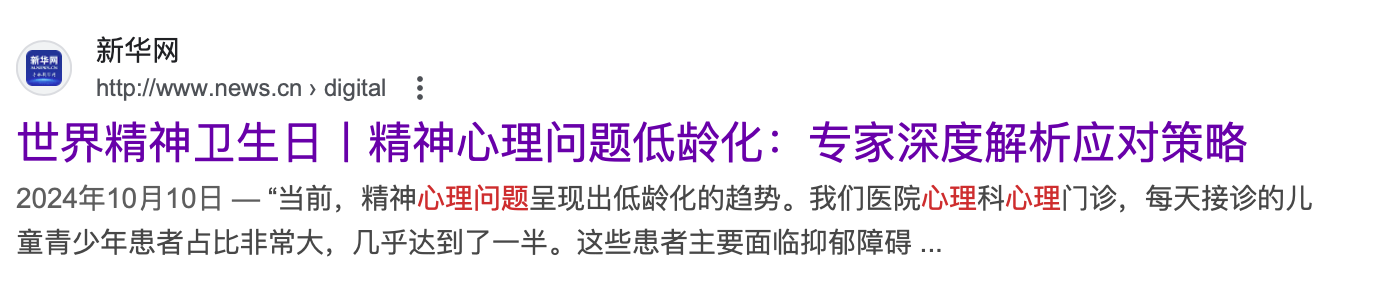 新华网
http://www.news.cn › digital
世界精神卫生日丨精神心理问题低龄化：专家深度解析应对策略
2024年10月10日 — “当前，精神心理问题呈现出低龄化的趋势。我们医院心理科心理门诊，每天接诊的儿
童青少年患者占比非常大，几乎达到了一半。这些患者主要面临抑郁障碍 ...